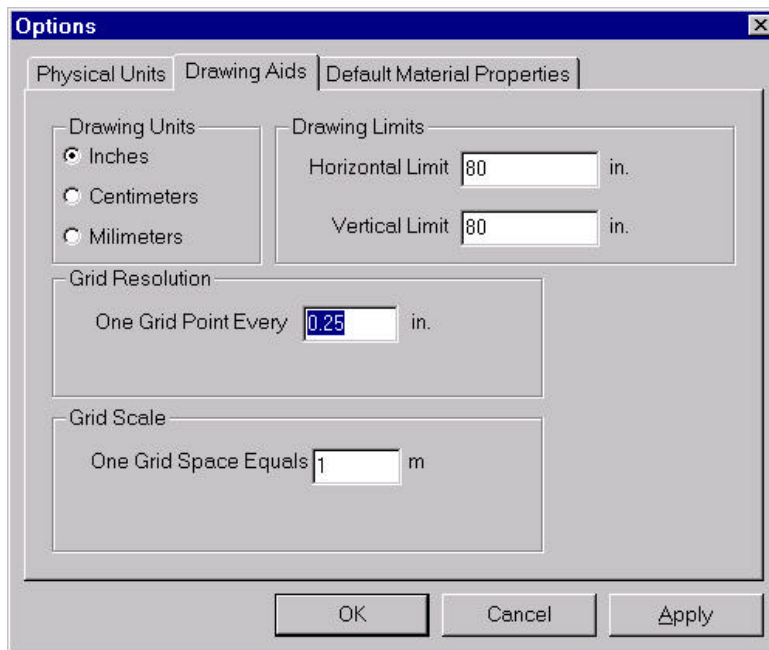 Options
Physical Units Drawing Aids Default Material Properties
Drawing Units
Inches
Centimeters
Milimeters
Drawing Limits
Horizontal Limit 80 in.
Vertical Limit 80 in.
Grid Resolution
One Grid Point Every 0.25 in.
Grid Scale
One Grid Space Equals 1 m
OK Cancel Apply